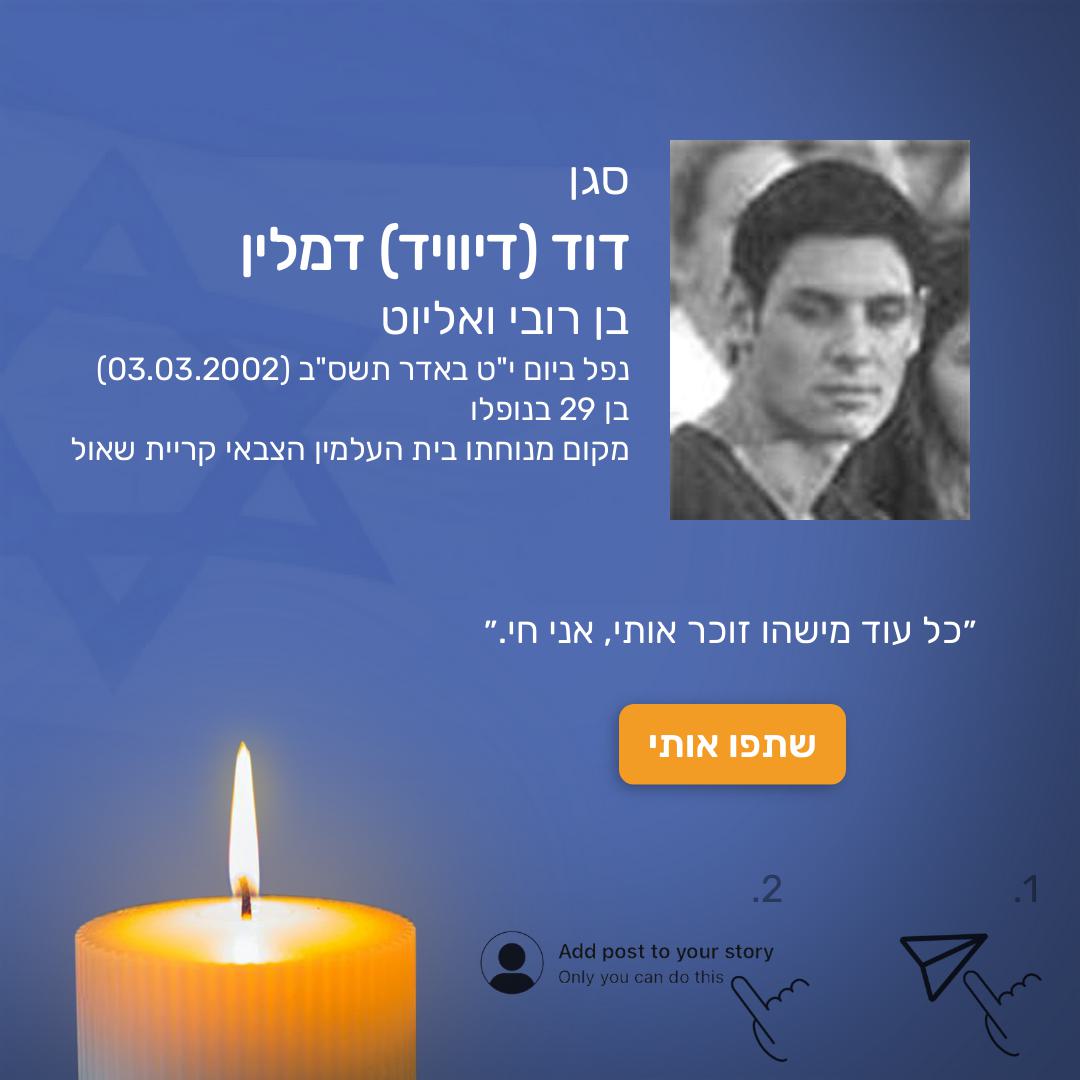 סגן
דוד (דיוויד) דמלין
בן רובי ואליוט
נפל ביום י"ט באדר תשס"ב (03.03.2002)
בן 29 בנופלו
מקום מנוחתו בית העלמין הצבאי קריית שאול
״כל עוד מישהו זוכר אותי, אני חי.״
שתפו אותי
1.
2.
Add post to your story
Only you can do this